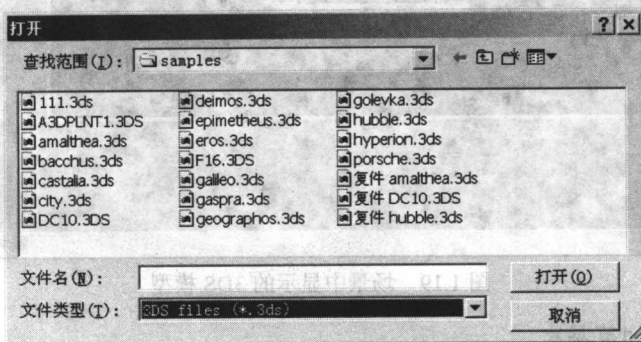 打开
查找范围(I): samples
111.3ds deimos.3ds golevka.3ds
A3DPLNT1.3DS epimetheus.3ds hubble.3ds
amalthea.3ds eros.3ds hyperion.3ds
bacchus.3ds F16.3DS porsche.3ds
castalia.3ds galileo.3ds 复件 amalthea.3ds
city.3ds gaspra.3ds 复件 DC10.3DS
DC10.3DS geographos.3ds 复件 hubble.3ds
文件名(N): 打开(O)
文件类型(T): 3DS files (*.3ds) 取消